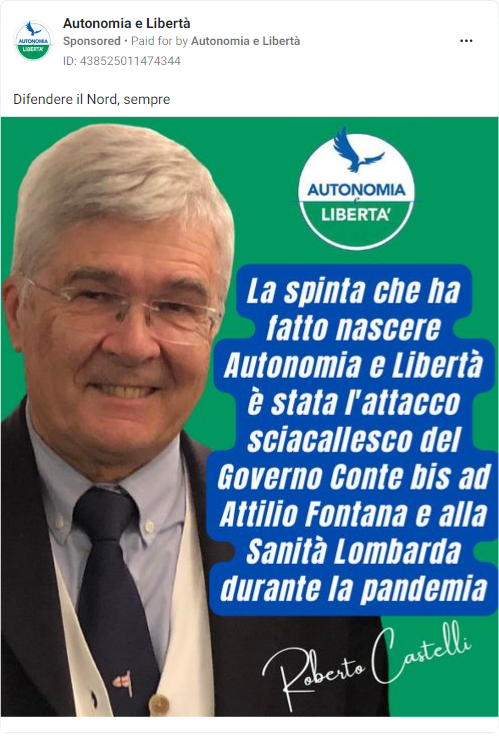 Autonomia e Libertà
Sponsored • Paid for by Autonomia e Libertà
ID: 438525011474344
Difendere il Nord, sempre
AUTONOMIA
e
LIBERTA'
La spinta che ha
fatto nascere
Autonomia e Libertà
è stata l'attacco
sciacallesco del
Governo Conte bis ad
Attilio Fontana e alla
Sanità Lombarda
durante la pandemia
Roberto Castelli